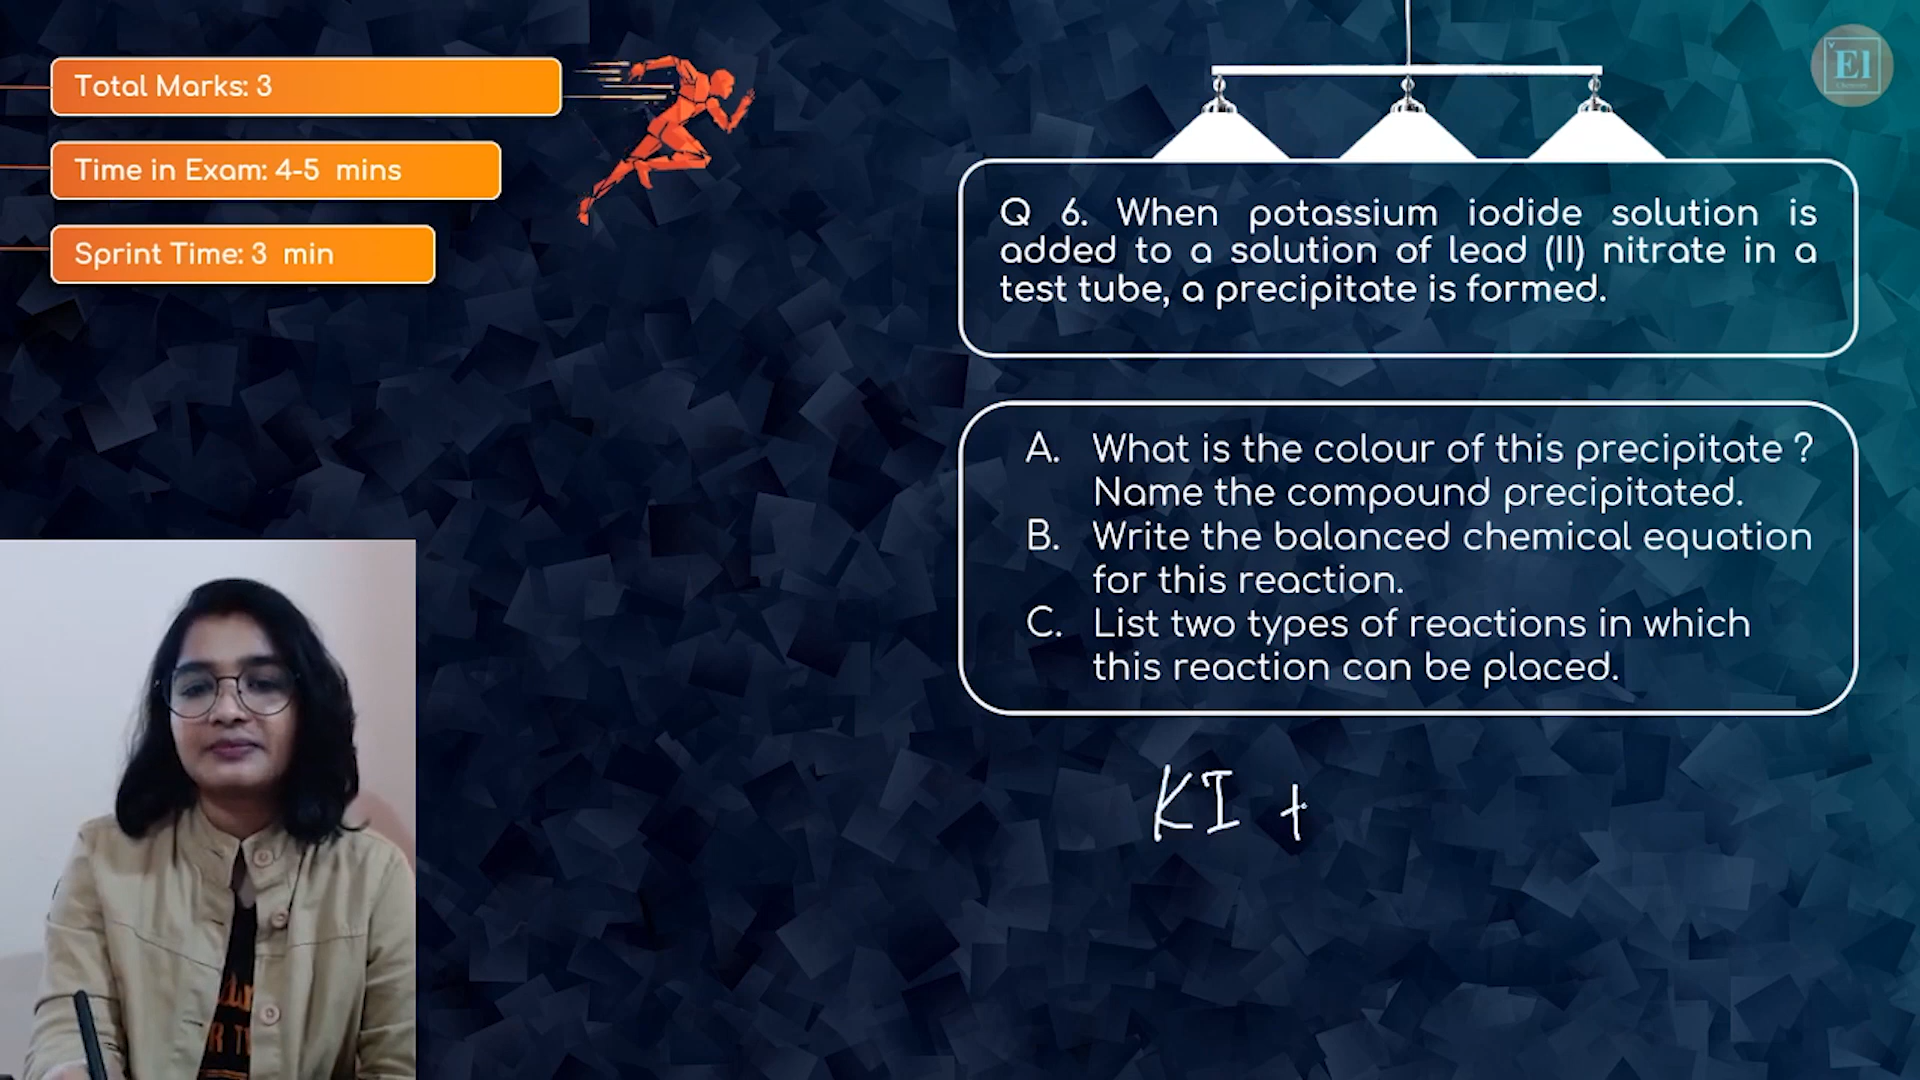 Total Marks: 3
Time in Exam: 4-5 mins
Sprint Time: 3 min
El
Q 6. When potassium iodide solution is
added to a solution of lead (II) nitrate in a
test tube, a precipitate is formed.
A. What is the colour of this precipitate ?
Name the compound precipitated.
B. Write the balanced chemical equation
for this reaction.
C. List two types of reactions in which
this reaction can be placed.
KI +